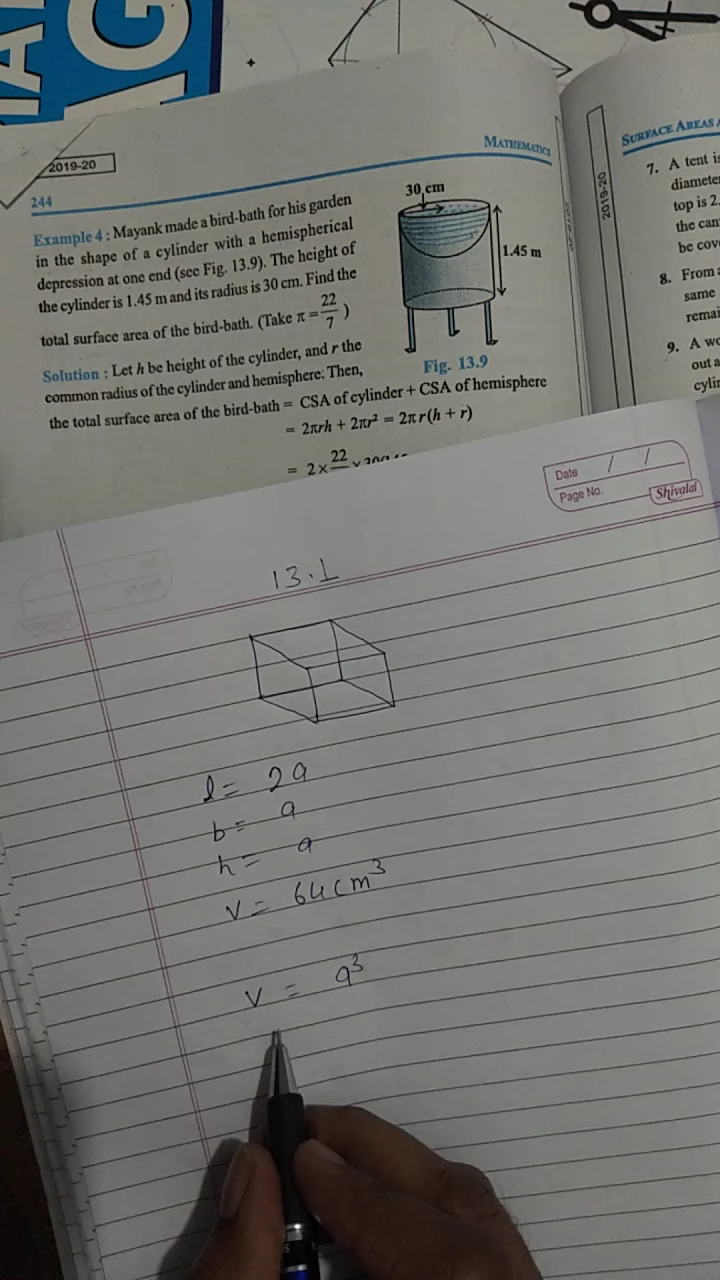 2019-20
MATHEMATICS
244
Example 4 : Mayank made a bird-bath for his garden
in the shape of a cylinder with a hemispherical
depression at one end (see Fig. 13.9). The height of
the cylinder is 1.45 m and its radius is 30 cm. Find the
total surface area of the bird-bath. (Take π = 22/7 )
30 cm
1.45 m
Fig. 13.9
Solution : Let h be height of the cylinder, and r the
common radius of the cylinder and hemisphere. Then,
the total surface area of the bird-bath = CSA of cylinder + CSA of hemisphere
= 2πrh + 2πr² = 2πr(h + r)
= 2 × 22
2019-20
SURFACE AREAS
7. A tent is
diameter
top is 2.
the can
be cov
8. From a
same
remai
9. A wo
out a
cylin
Date / /
Page No.
Shivalal
13.1
l = 2a
b = a
h = a
V = 64 cm³
V = a³